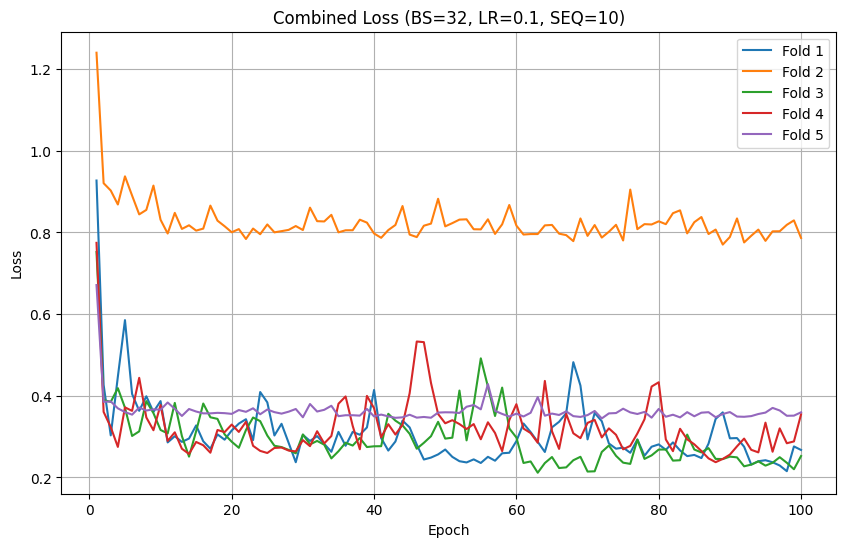 Combined Loss (BS=32, LR=0.1, SEQ=10)
Fold 1
Fold 2
Fold 3
Fold 4
Fold 5
Loss
1.2
1.0
0.8
0.6
0.4
0.2
0 20 40 60 80 100
Epoch